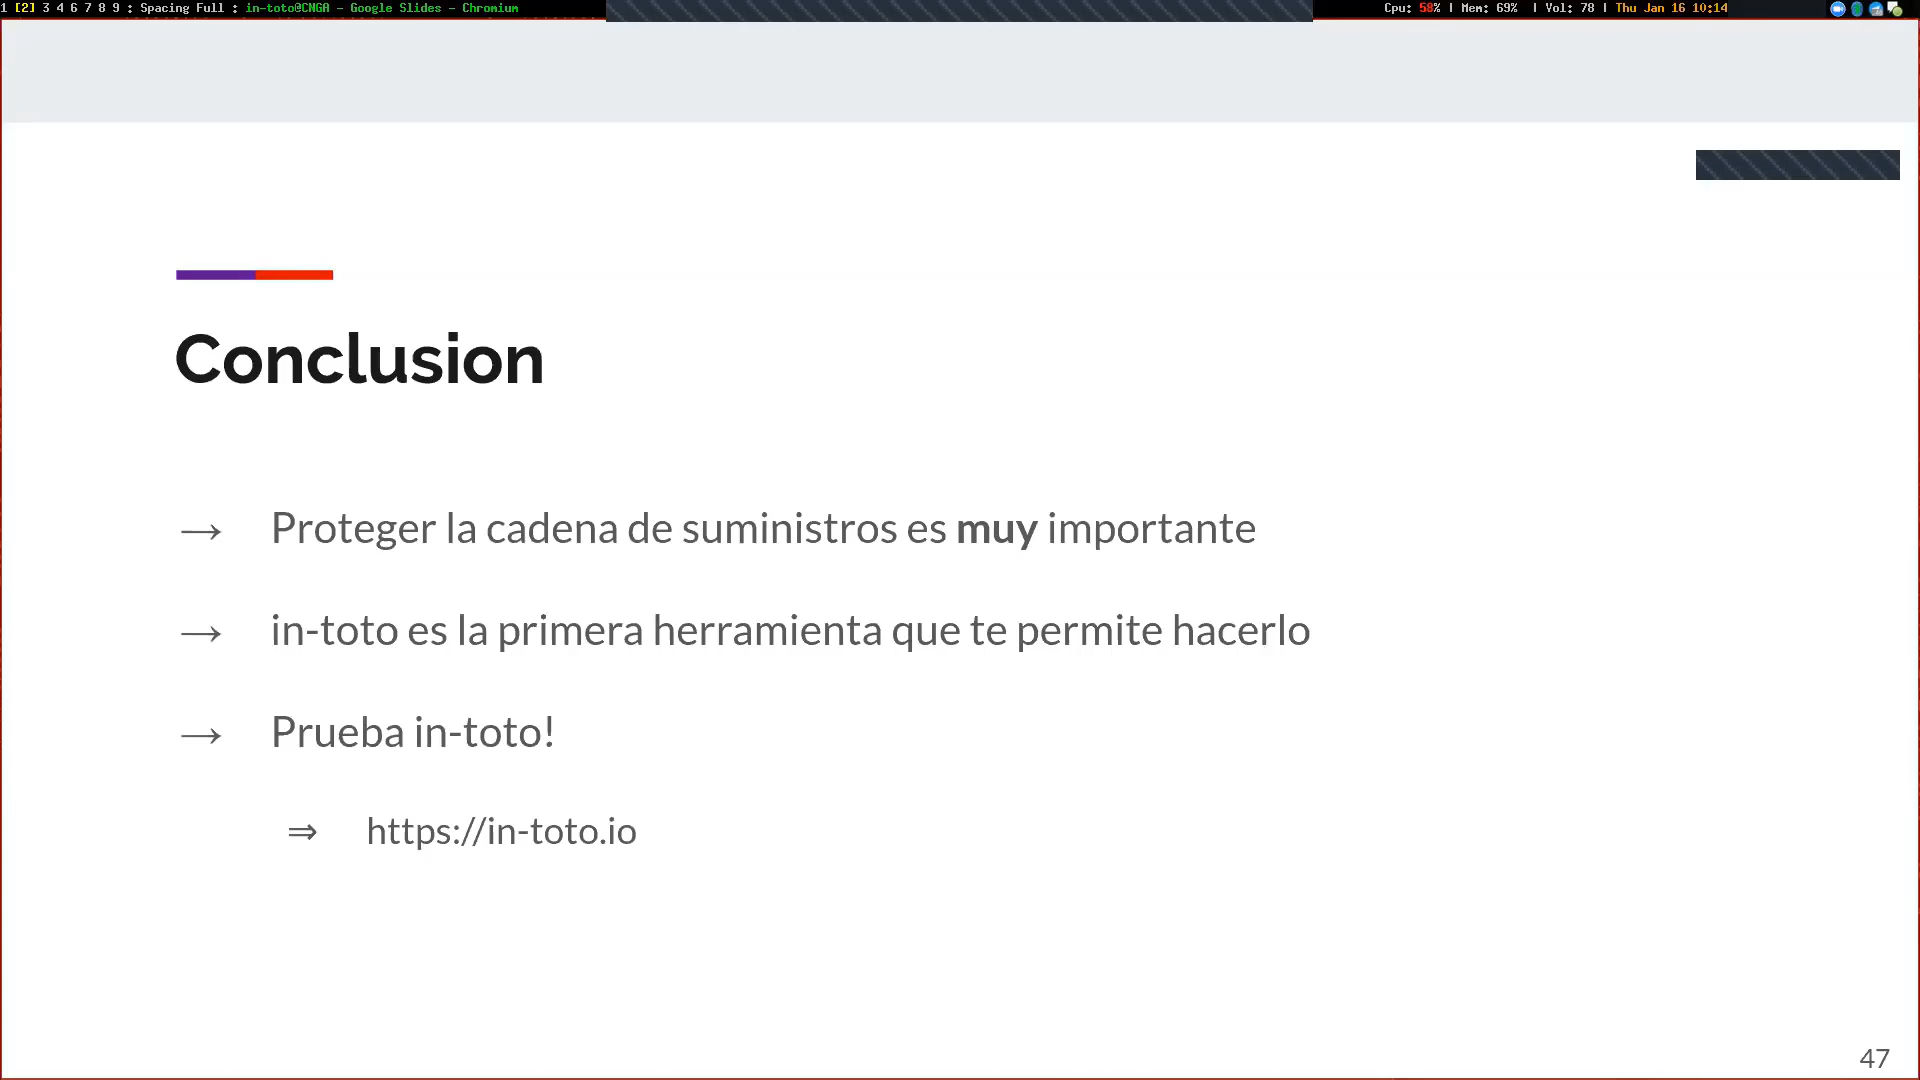 1 [2] 3 4 6 7 8 9 : Spacing Full : in-toto@CNGA - Google Slides - Chromium
Cpu: 58% | Mem: 69% | Vol: 78 | Thu Jan 16 10:14
Conclusion
→ Proteger la cadena de suministros es muy importante
→ in-toto es la primera herramienta que te permite hacerlo
→ Prueba in-toto!
⇒ https://in-toto.io
47